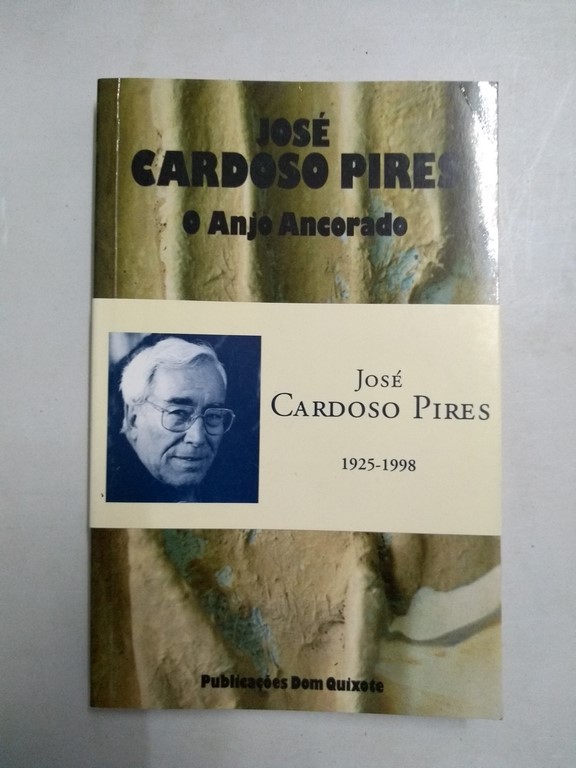 JOSÉ
CARDOSO PIRES
O Anjo Ancorado
JOSÉ
CARDOSO PIRES
1925-1998
Publicações Dom Quixote